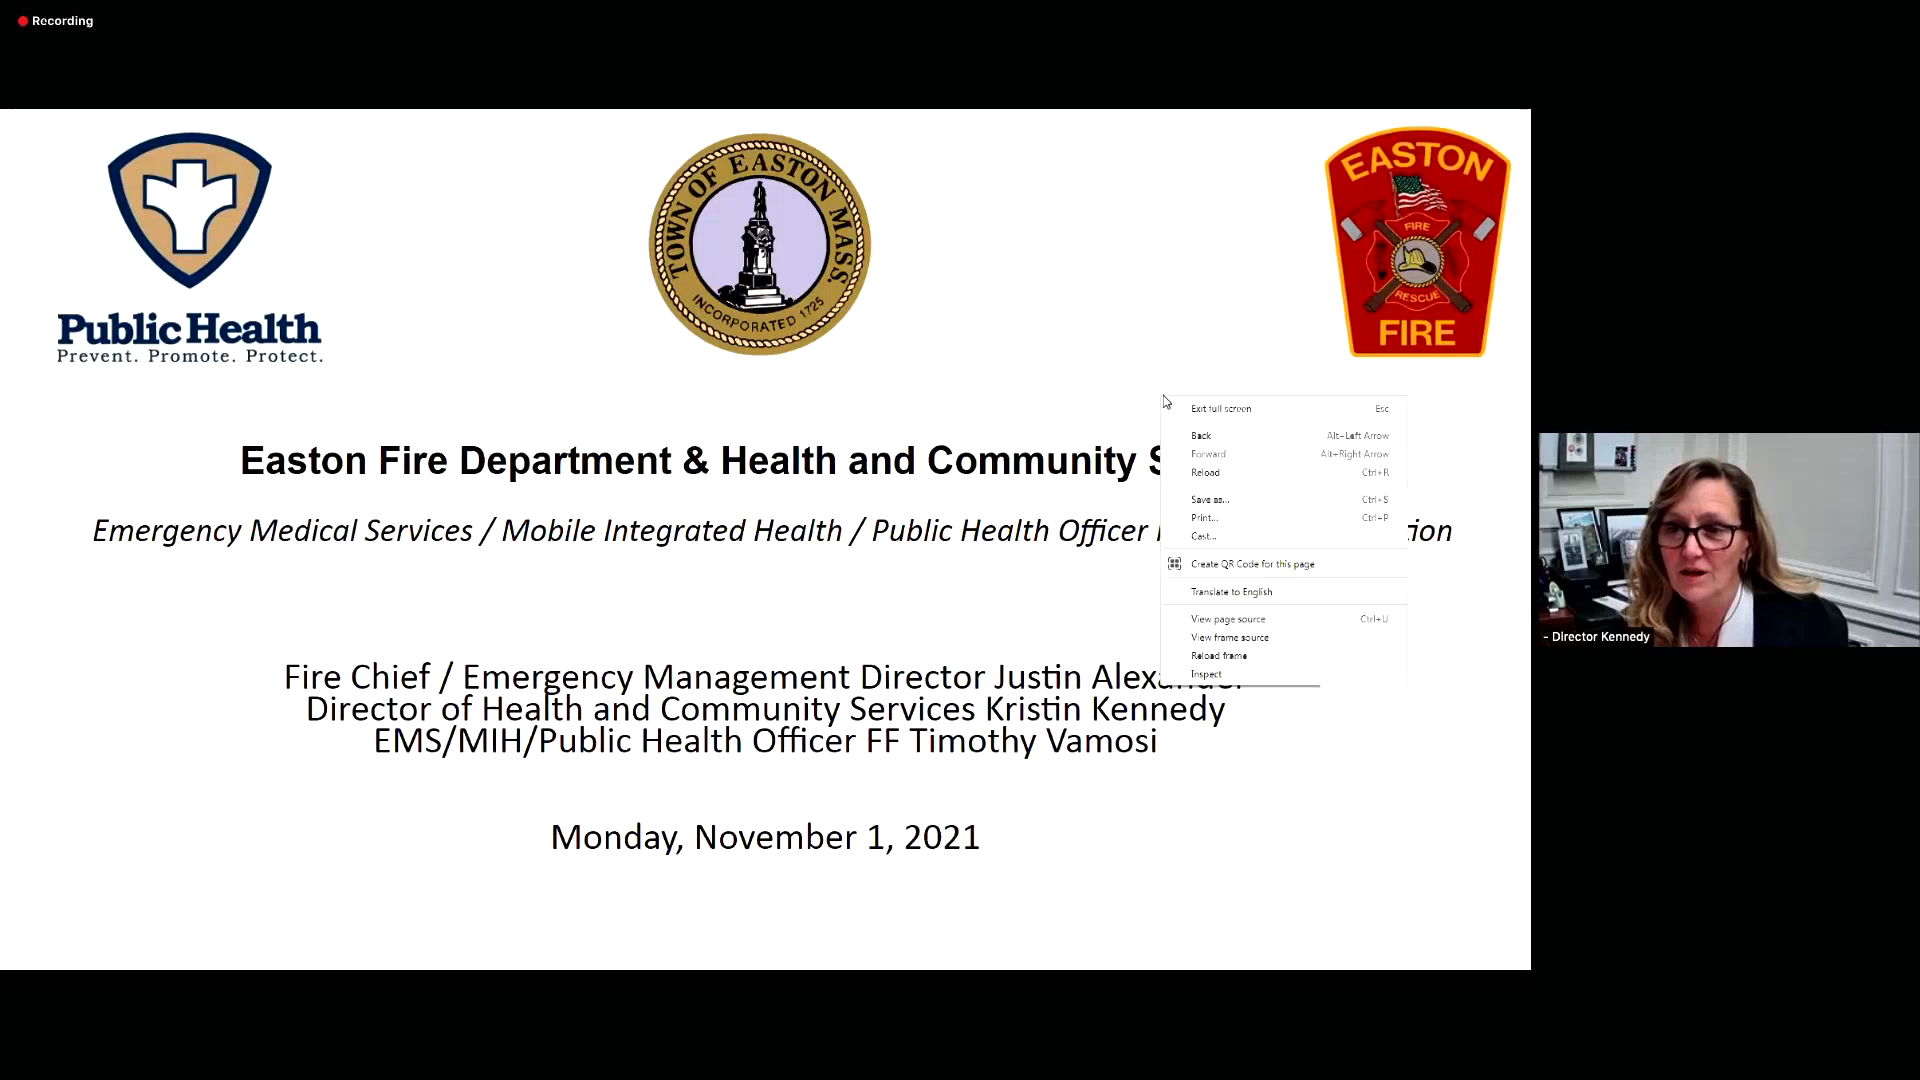 Recording
TOWN OF EASTON MASS.
INCORPORATED 1725
EASTON
FIRE
RESCUE
FIRE
Public Health
Prevent. Promote. Protect.
Exit full screen Esc
Back Alt+Left Arrow
Forward Alt+Right Arrow
Reload Ctrl+R
Save as... Ctrl+S
Print... Ctrl+P
Cast...
Create QR Code for this page
Translate to English
View page source Ctrl+U
View frame source
Reload frame
Inspect
Easton Fire Department & Health and Community
Emergency Medical Services / Mobile Integrated Health / Public Health Officer
Fire Chief / Emergency Management Director Justin Alexander
Director of Health and Community Services Kristin Kennedy
EMS/MIH/Public Health Officer FF Timothy Vamosi
Monday, November 1, 2021
- Director Kennedy